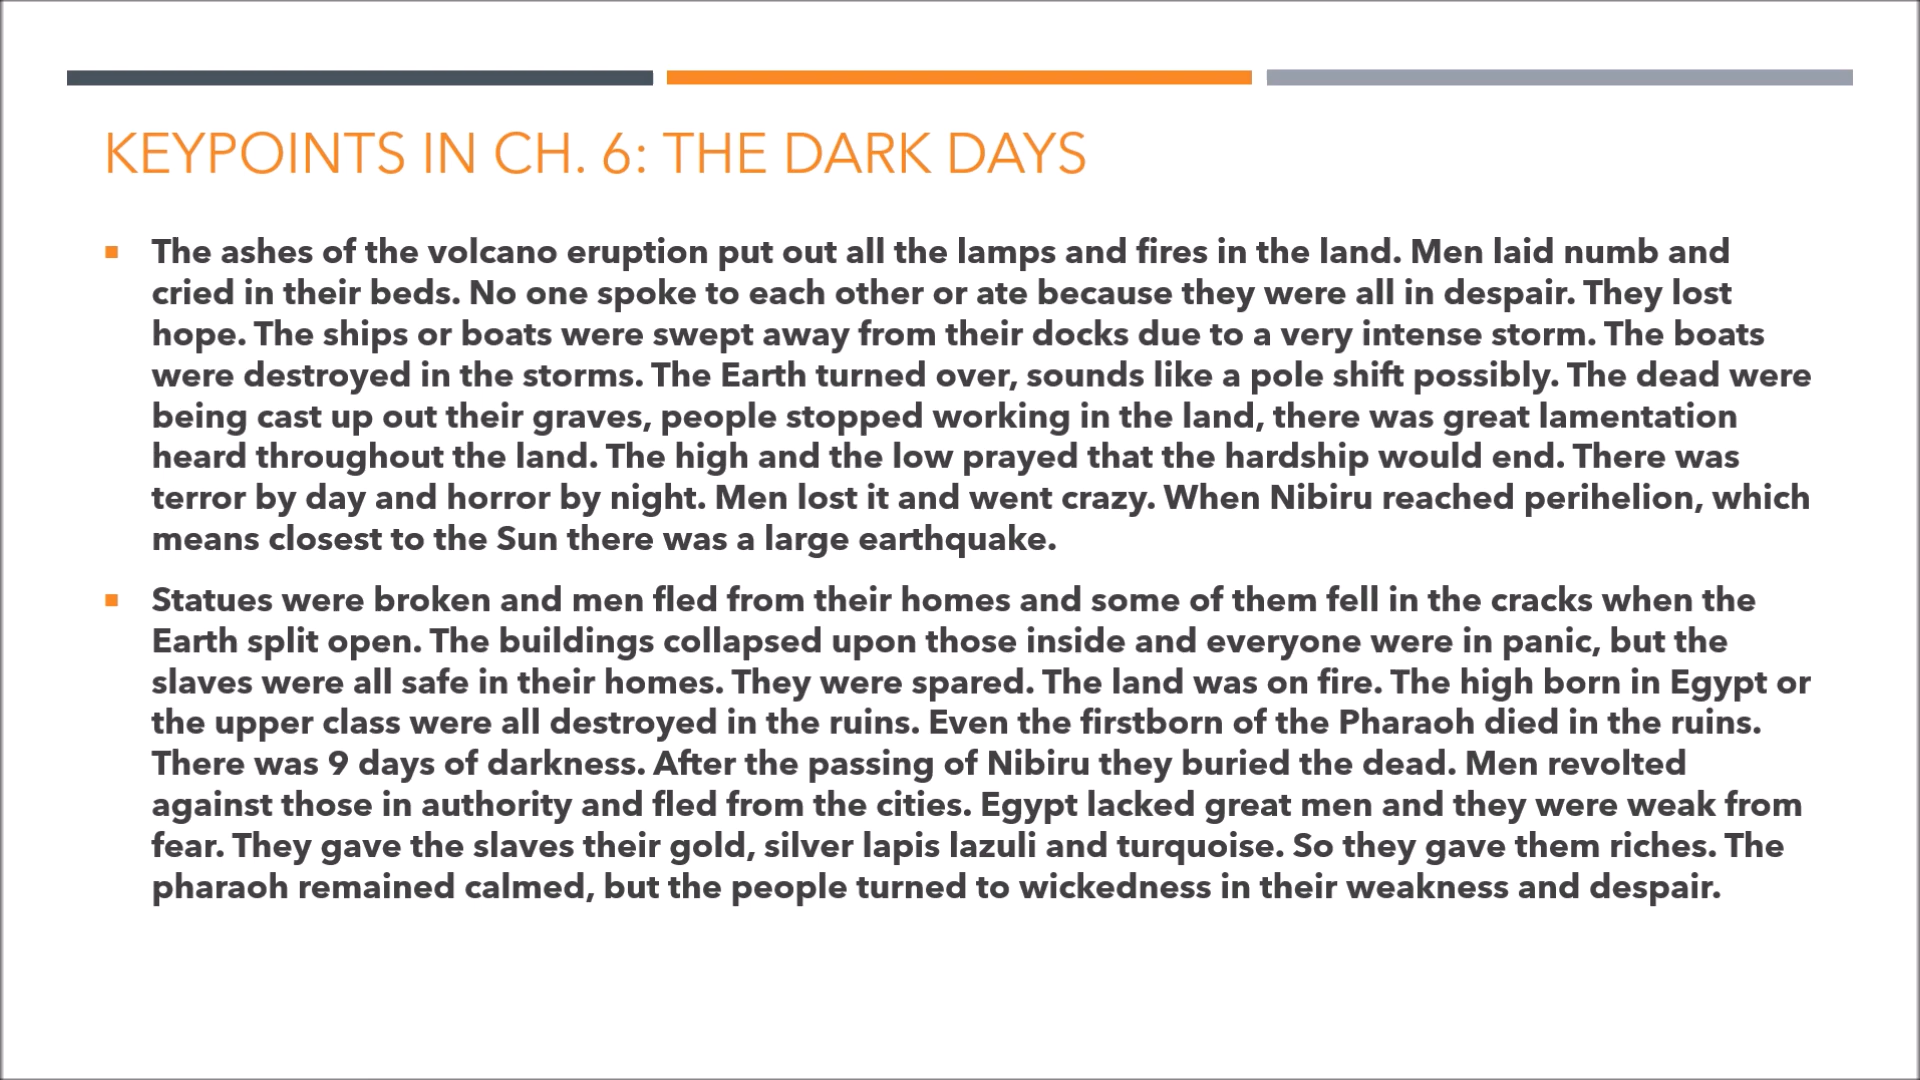 KEYPOINTS IN CH. 6: THE DARK DAYS
The ashes of the volcano eruption put out all the lamps and fires in the land. Men laid numb and
cried in their beds. No one spoke to each other or ate because they were all in despair. They lost
hope. The ships or boats were swept away from their docks due to a very intense storm. The boats
were destroyed in the storms. The Earth turned over, sounds like a pole shift possibly. The dead were
being cast up out their graves, people stopped working in the land, there was great lamentation
heard throughout the land. The high and the low prayed that the hardship would end. There was
terror by day and horror by night. Men lost it and went crazy. When Nibiru reached perihelion, which
means closest to the Sun there was a large earthquake.
Statues were broken and men fled from their homes and some of them fell in the cracks when the
Earth split open. The buildings collapsed upon those inside and everyone were in panic, but the
slaves were all safe in their homes. They were spared. The land was on fire. The high born in Egypt or
the upper class were all destroyed in the ruins. Even the firstborn of the Pharaoh died in the ruins.
There was 9 days of darkness. After the passing of Nibiru they buried the dead. Men revolted
against those in authority and fled from the cities. Egypt lacked great men and they were weak from
fear. They gave the slaves their gold, silver lapis lazuli and turquoise. So they gave them riches. The
pharaoh remained calmed, but the people turned to wickedness in their weakness and despair.